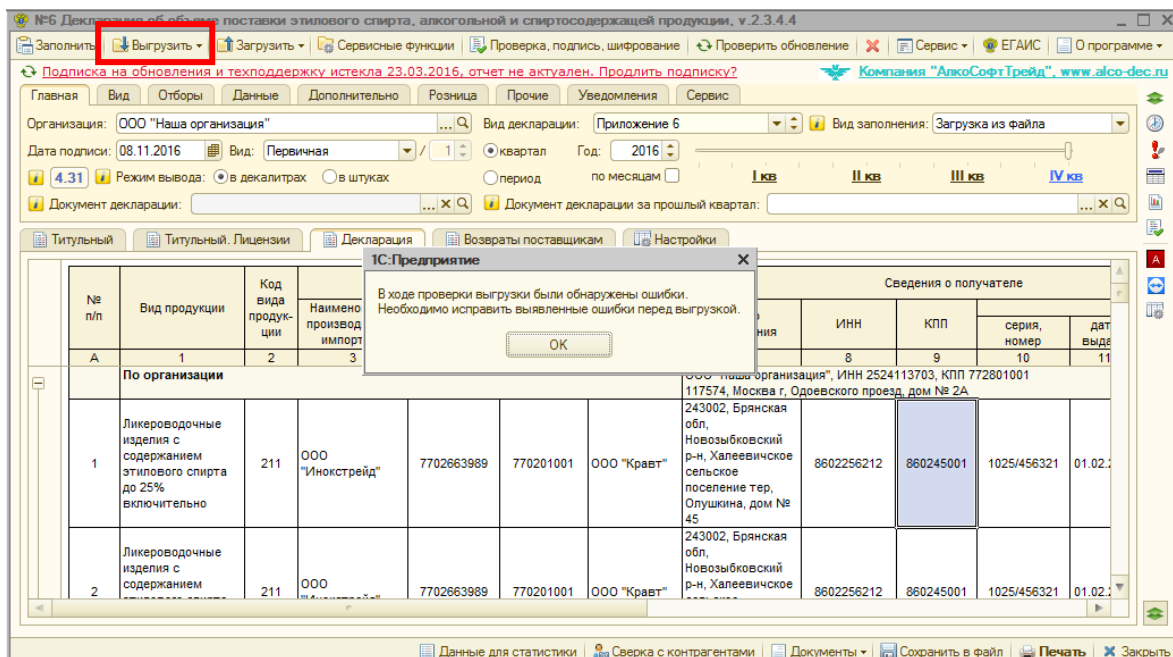 №6 Декларация об объеме поставки этилового спирта, алкогольной и спиртосодержащей продукции, v.2.3.4.4
Заполнить Выгрузить Загрузить Сервисные функции Проверка, подпись, шифрование Проверить обновление Сервис ЕГАИС О программе
Подписка на обновления и техподдержку истекла 23.03.2016, отчет не актуален. Продлить подписку? Компания "АлкоСофтТрейд", www.alco-dec.ru
Главная Вид Отборы Данные Дополнительно Розница Прочие Уведомления Сервис
Организация: ООО "Наша организация" ... Вид декларации: Приложение 6 Вид заполнения: Загрузка из файла
Дата подписи: 08.11.2016 Вид: Первичная / 1 квартал Год: 2016
4.31 Режим вывода: в декалитрах в штуках период по месяцам I кв II кв III кв IV кв
Документ декларации: ... Документ декларации за прошлый квартал: ...
Титульный Титульный. Лицензии Декларация Возвраты поставщикам Настройки
1С:Предприятие
В ходе проверки выгрузки были обнаружены ошибки.
Необходимо исправить выявленные ошибки перед выгрузкой.
OK
Сведения о получателе
№
п/п
Вид продукции
Код
вида
продук-
ции
Наимено
производ
импорт
ния
ИНН
КПП
серия,
номер
дат
выда
А 1 2 3 8 9 10 11
По организации
ООО "Наша организация", ИНН 2524113703, КПП 772801001
117574, Москва г, Одоевского проезд, дом № 2А
1
Ликероводочные
изделия с
содержанием
этилового спирта
до 25%
включительно
211
ООО
"Инокстрейд"
7702663989
770201001
ООО "Кравт"
243002, Брянская
обл,
Новозыбковский
р-н, Халеевичское
сельское
поселение тер,
Опушкина, дом №
45
8602256212
860245001
1025/456321
01.02.2
2
Ликероводочные
изделия с
содержанием
211
ООО
7702663989
770201001
ООО "Кравт"
243002, Брянская
обл,
Новозыбковский
р-н, Халеевичское
8602256212
860245001
1025/456321
01.02.2
Данные для статистики Сверка с контрагентами Документы Сохранить в файл Печать Закрыть